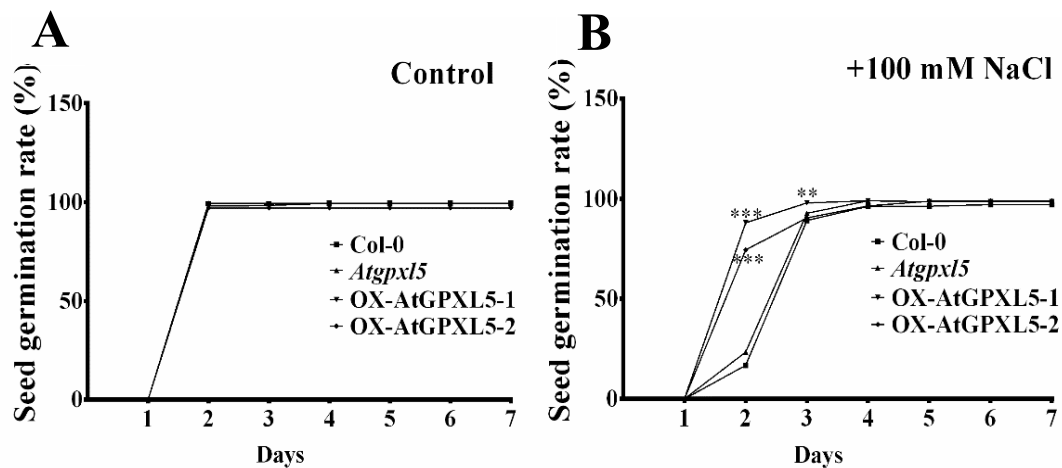 A
Control
Seed germination rate (%)
150
100
50
0
Col-0
Atgpxl5
OX-AtGPXL5-1
OX-AtGPXL5-2
1 2 3 4 5 6 7
Days
B
+100 mM NaCl
Seed germination rate (%)
150
100
50
0
***
**
***
Col-0
Atgpxl5
OX-AtGPXL5-1
OX-AtGPXL5-2
1 2 3 4 5 6 7
Days